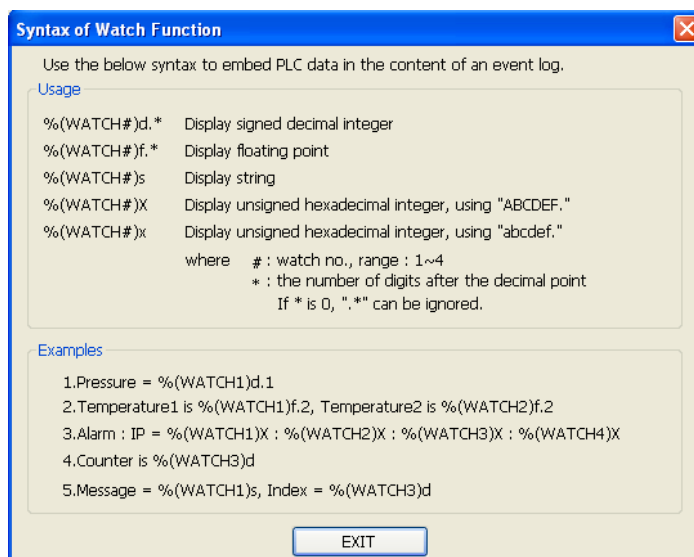 Syntax of Watch Function
Use the below syntax to embed PLC data in the content of an event log.
Usage
%(WATCH#)d.* Display signed decimal integer
%(WATCH#)f.* Display floating point
%(WATCH#)s Display string
%(WATCH#)X Display unsigned hexadecimal integer, using "ABCDEF."
%(WATCH#)x Display unsigned hexadecimal integer, using "abcdef."
where # : watch no., range : 1~4
* : the number of digits after the decimal point
If * is 0, ".*" can be ignored.
Examples
1.Pressure = %(WATCH1)d.1
2.Temperature1 is %(WATCH1)f.2, Temperature2 is %(WATCH2)f.2
3.Alarm : IP = %(WATCH1)X : %(WATCH2)X : %(WATCH3)X : %(WATCH4)X
4.Counter is %(WATCH3)d
5.Message = %(WATCH1)s, Index = %(WATCH3)d
EXIT